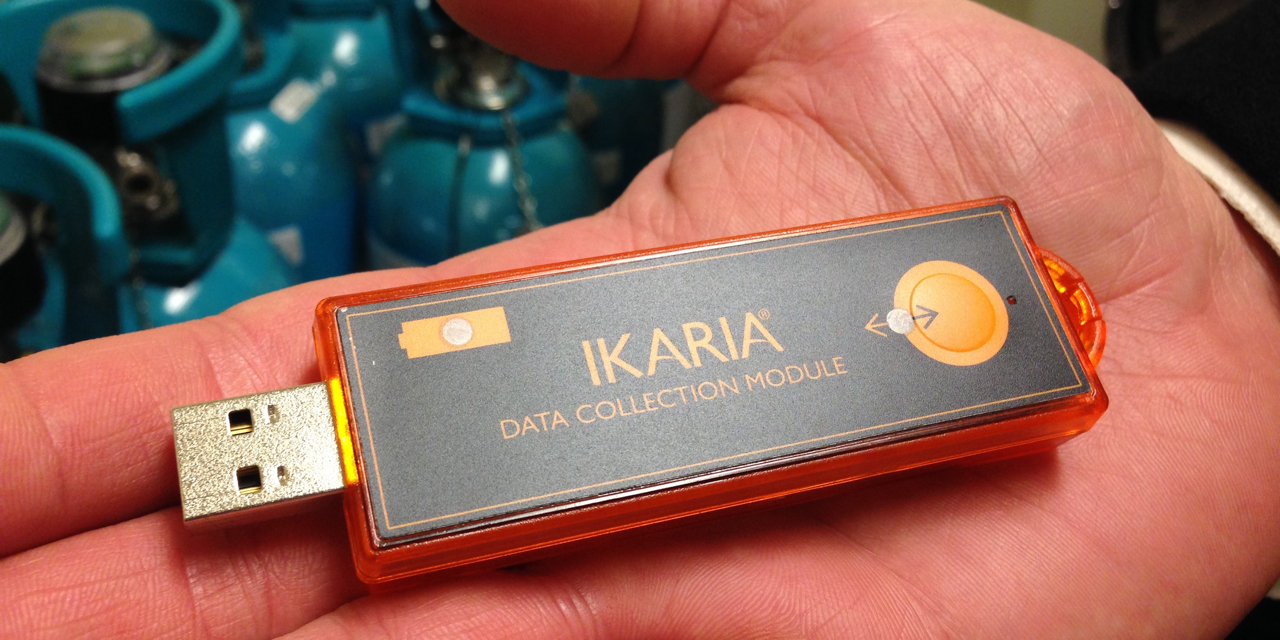 IKARIA®
DATA COLLECTION MODULE